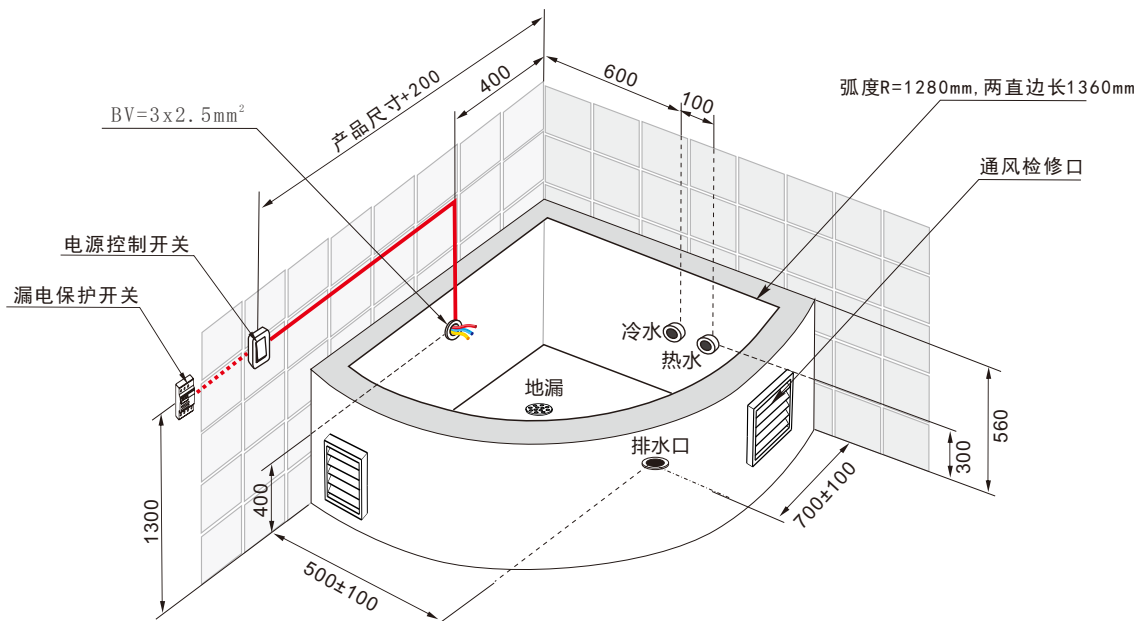 产品尺寸+200
400
600
100
弧度R=1280mm,两直边长1360mm
BV=3x2.5mm²
通风检修口
电源控制开关
漏电保护开关
冷水
热水
地漏
排水口
560
300
700±100
400
1300
500±100